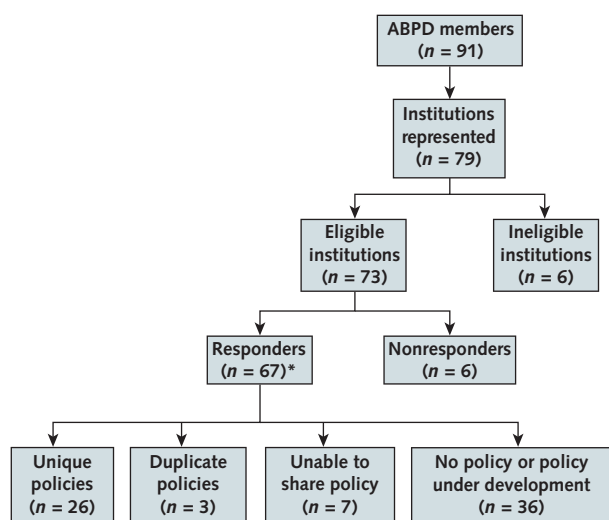 ABPD members
(n = 91)
Institutions
represented
(n = 79)
Eligible
institutions
(n = 73)
Ineligible
institutions
(n = 6)
Responders
(n = 67)*
Nonresponders
(n = 6)
Unique
policies
(n = 26)
Duplicate
policies
(n = 3)
Unable to
share policy
(n = 7)
No policy or policy
under development
(n = 36)